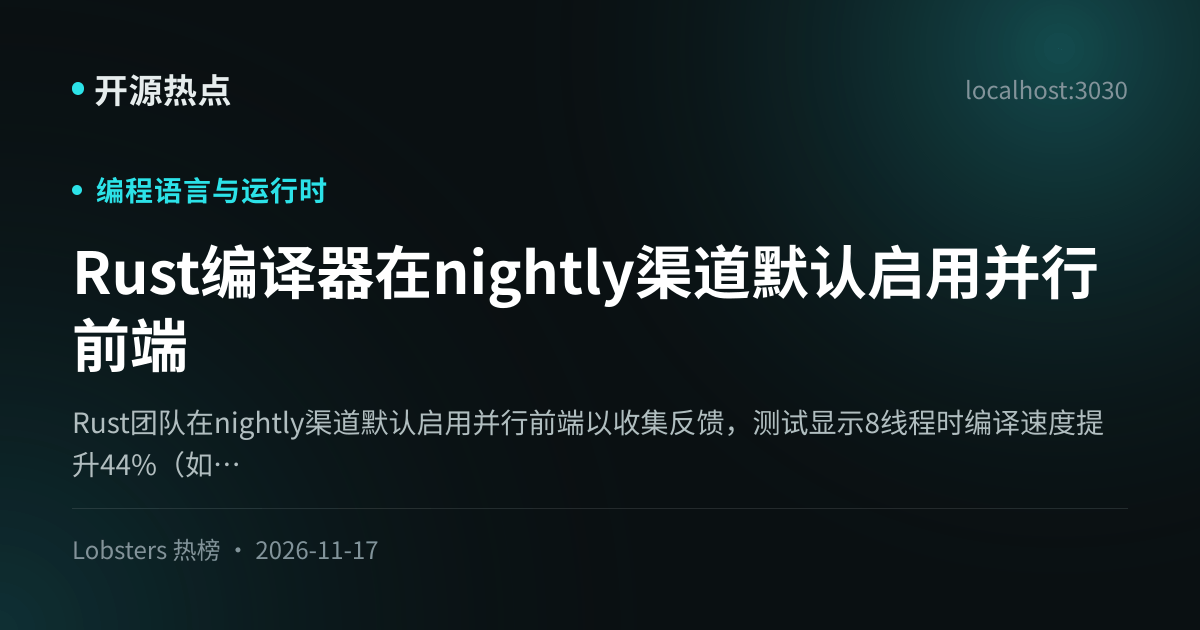 开源热点
localhost:3030
编程语言与运行时
Rust编译器在nightly渠道默认启用并行
前端
Rust团队在nightly渠道默认启用并行前端以收集反馈，测试显示8线程时编译速度提
升44%（如…
Lobsters 热榜 · 2026-11-17